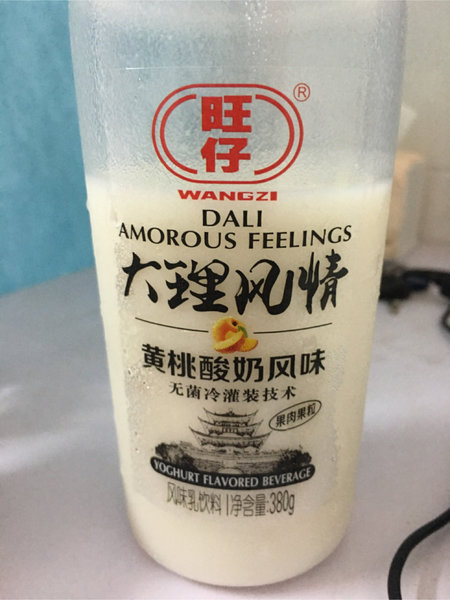 旺仔®
WANGZI
DALI
AMOROUS FEELINGS
大理风情
黄桃酸奶风味
无菌冷灌装技术
果肉果粒
YOGHURT FLAVORED BEVERAGE
风味乳饮料 | 净含量:380g